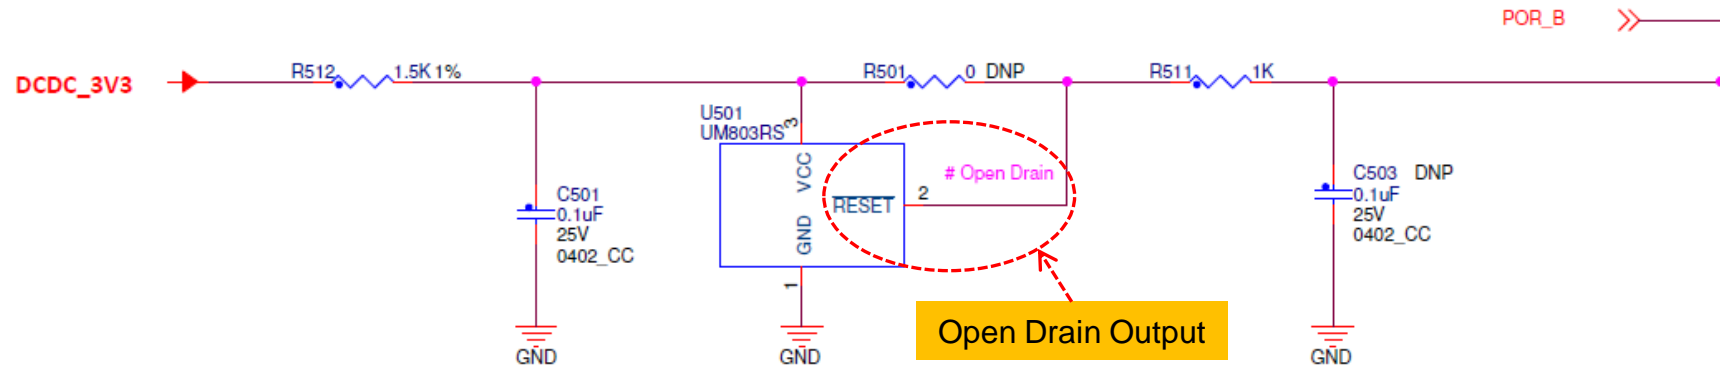 POR_B
DCDC_3V3
R512 1.5K 1%
R501 0 DNP
R511 1K
U501
UM803RS
3
VCC
# Open Drain
RESET
2
GND
1
C501
0.1uF
25V
0402_CC
C503 DNP
0.1uF
25V
0402_CC
Open Drain Output
GND
GND
GND